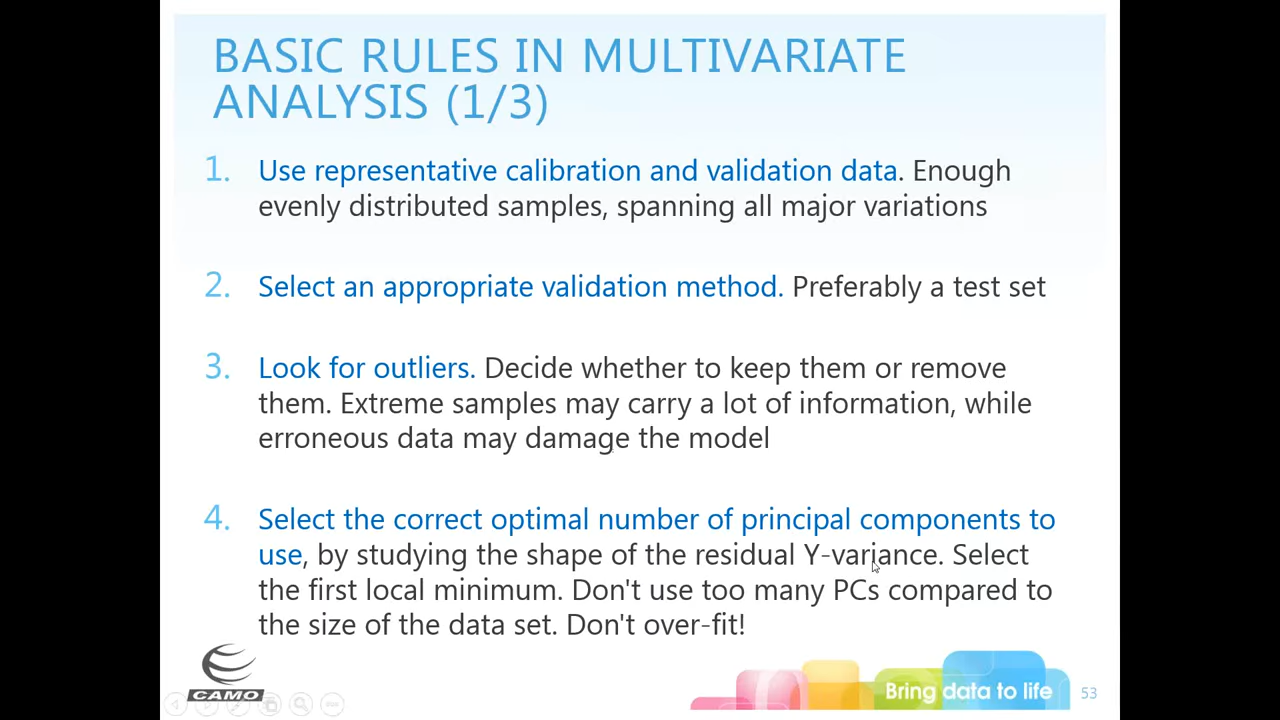 BASIC RULES IN MULTIVARIATE
ANALYSIS (1/3)
1. Use representative calibration and validation data. Enough
evenly distributed samples, spanning all major variations
2. Select an appropriate validation method. Preferably a test set
3. Look for outliers. Decide whether to keep them or remove
them. Extreme samples may carry a lot of information, while
erroneous data may damage the model
4. Select the correct optimal number of principal components to
use, by studying the shape of the residual Y-variance. Select
the first local minimum. Don't use too many PCs compared to
the size of the data set. Don't over-fit!
CAMO
Bring data to life
53